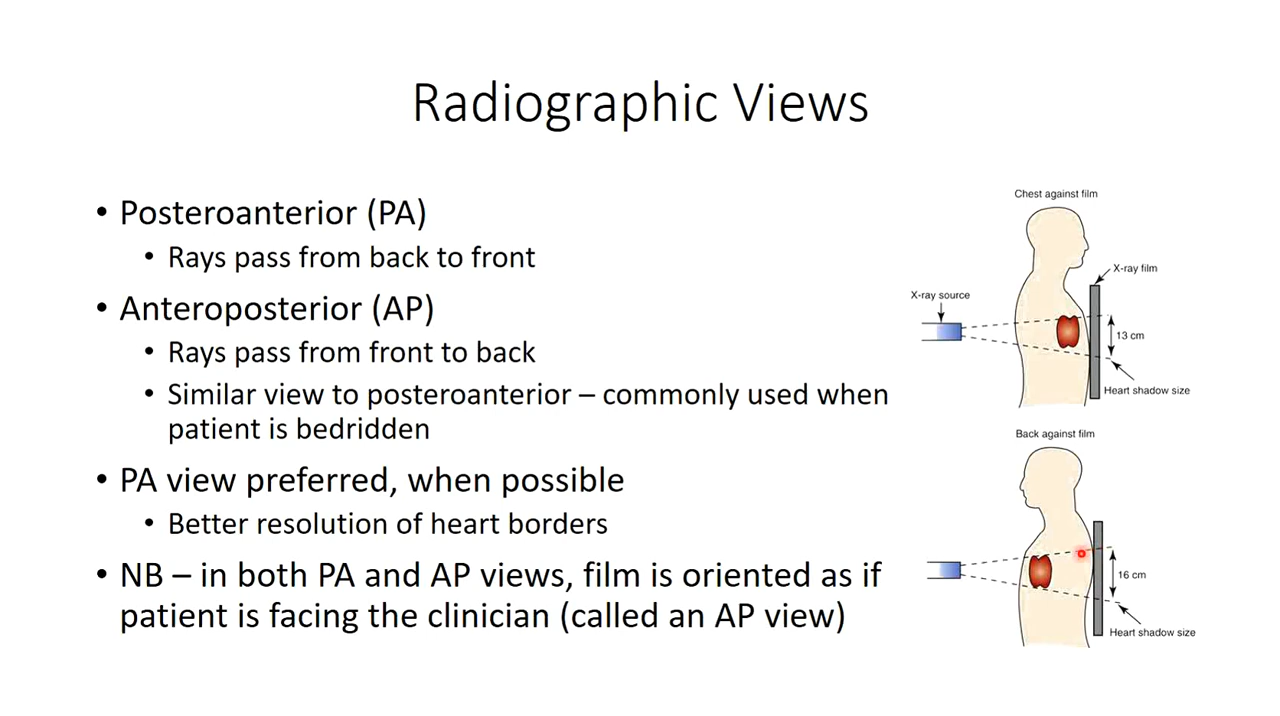 Radiographic Views
• Posteroanterior (PA)
• Rays pass from back to front
• Anteroposterior (AP)
• Rays pass from front to back
• Similar view to posteroanterior – commonly used when
patient is bedridden
• PA view preferred, when possible
• Better resolution of heart borders
• NB – in both PA and AP views, film is oriented as if
patient is facing the clinician (called an AP view)
Chest against film
X-ray film
X-ray source
13 cm
Heart shadow size
Back against film
16 cm
Heart shadow size